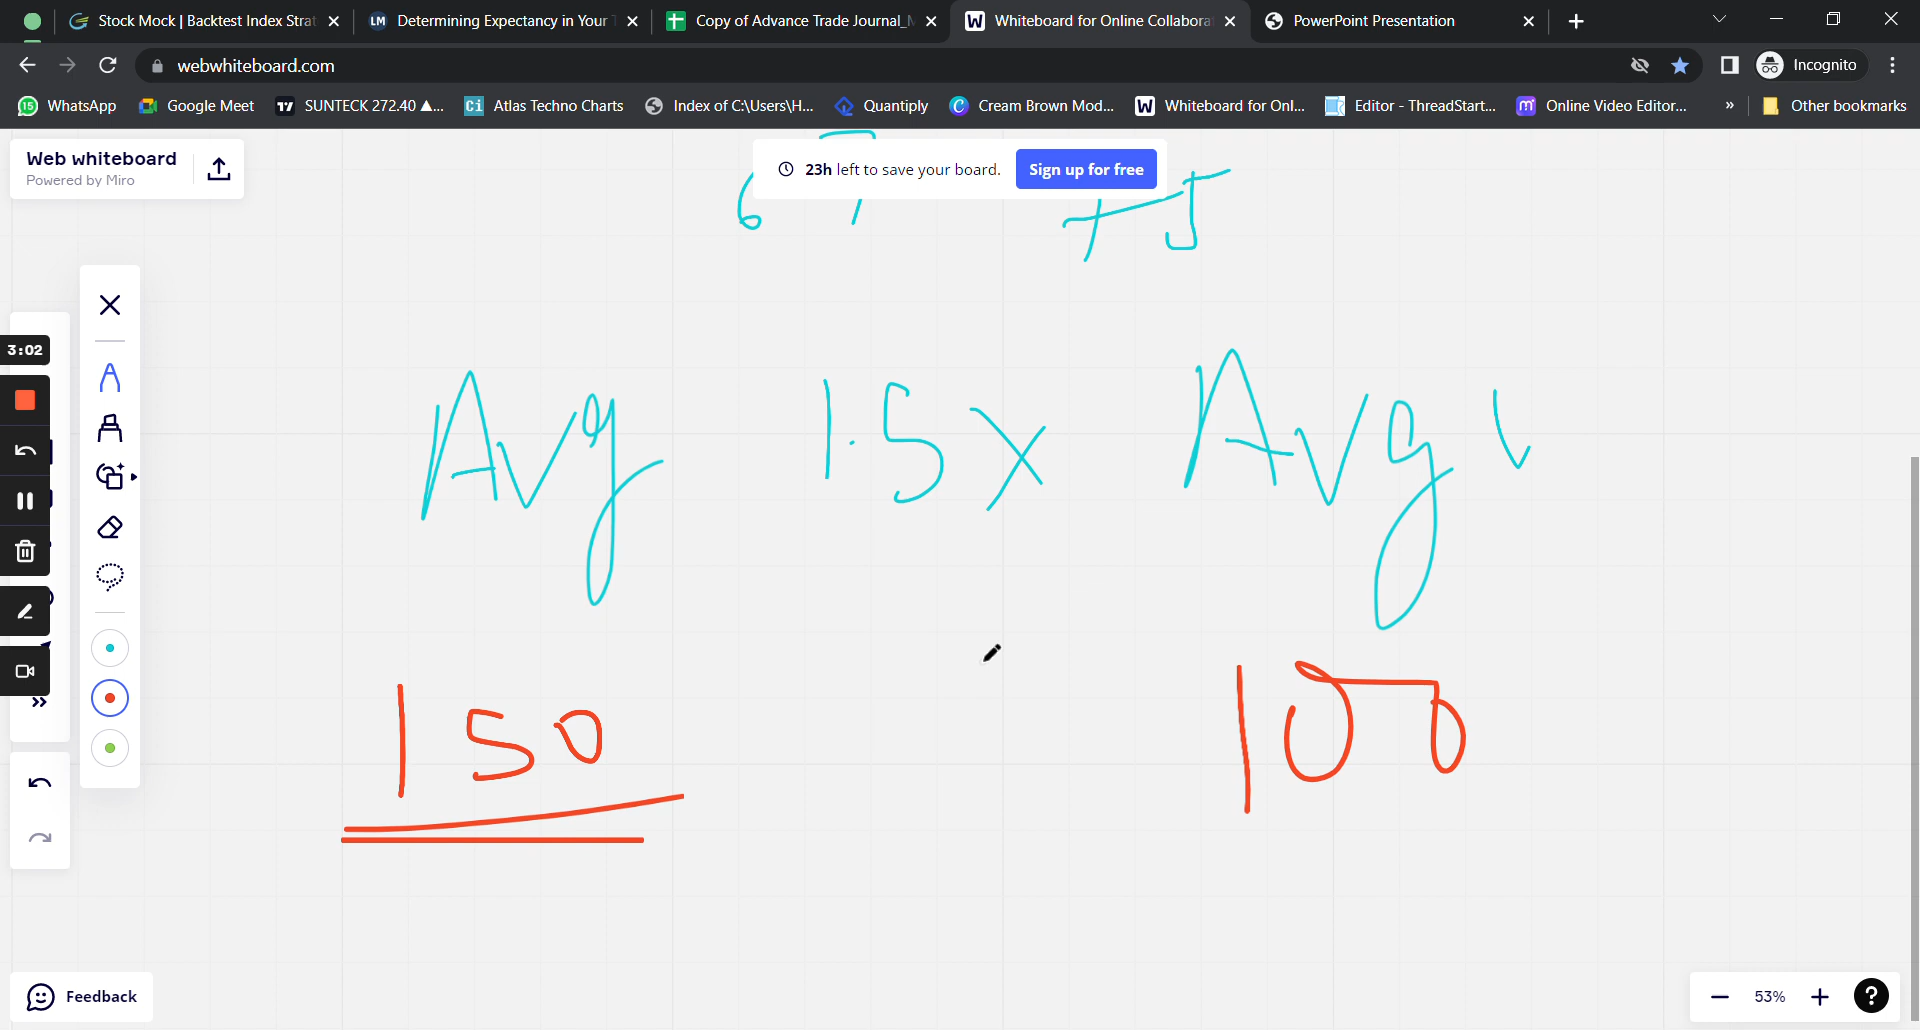 Stock Mock | Backtest Index Strat
Determining Expectancy in Your T
Copy of Advance Trade Journal_M
Whiteboard for Online Collaborat
PowerPoint Presentation
webwhiteboard.com
Incognito
15 WhatsApp
Google Meet
SUNTECK 272.40 ▲...
Atlas Techno Charts
Index of C:\Users\H...
Quantiply
Cream Brown Mod...
Whiteboard for Onl...
Editor - ThreadStart...
Online Video Editor...
»
Other bookmarks
Web whiteboard
Powered by Miro
23h left to save your board.
Sign up for free
3:02
Avg 1.5x Avg
150 100
Feedback
53%